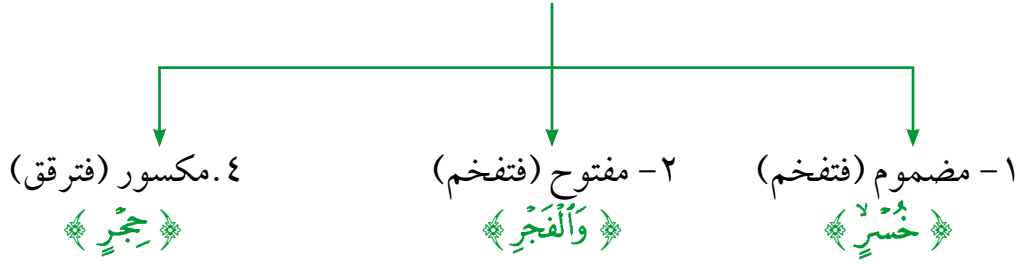 ١- مضموم (فتفخم) ٢- مفتوح (فتفخم) ٤.مكسور (فترقق)
﴿ خُسْرٍ ﴾ ﴿ وَٱلْفَجْرِ ﴾ ﴿ حِجْرٍ ﴾